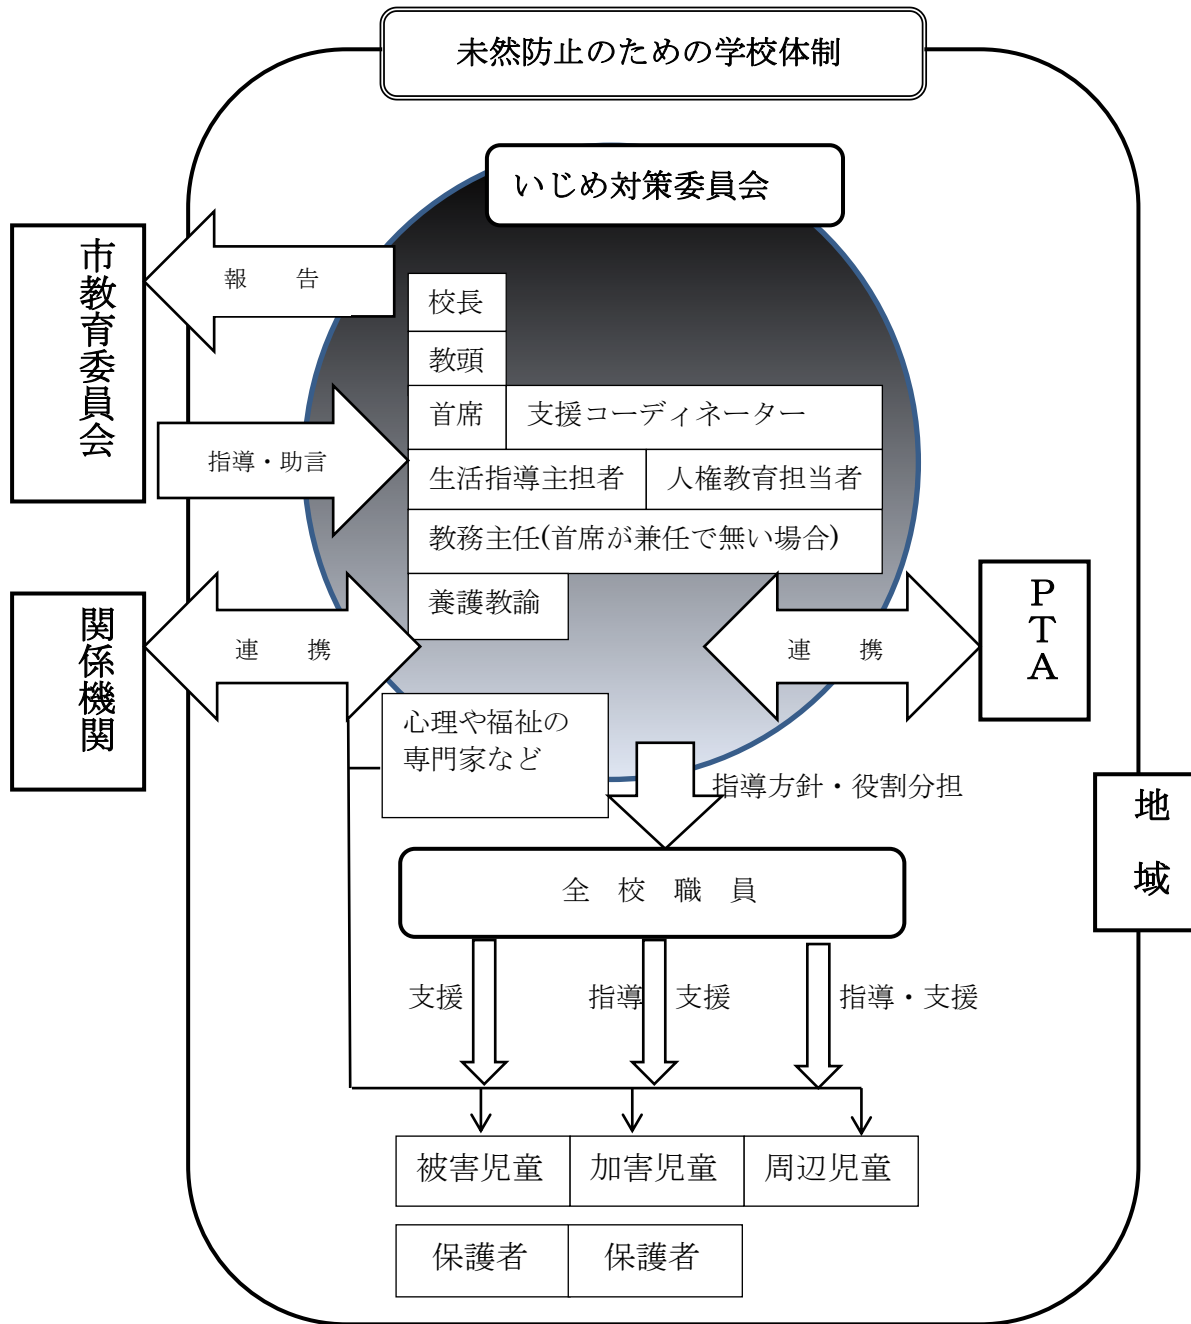 未然防止のための学校体制
いじめ対策委員会
市教育委員会
報　　告
校長
教頭
首席
支援コーディネーター
指導・助言
生活指導主担者
人権教育担当者
教務主任(首席が兼任で無い場合)
養護教諭
関係機関
連　　携
連　　携
PTA
心理や福祉の
専門家など
指導方針・役割分担
地　域
全　校　職　員
支援
指導
支援
指導・支援
被害児童
加害児童
周辺児童
保護者
保護者